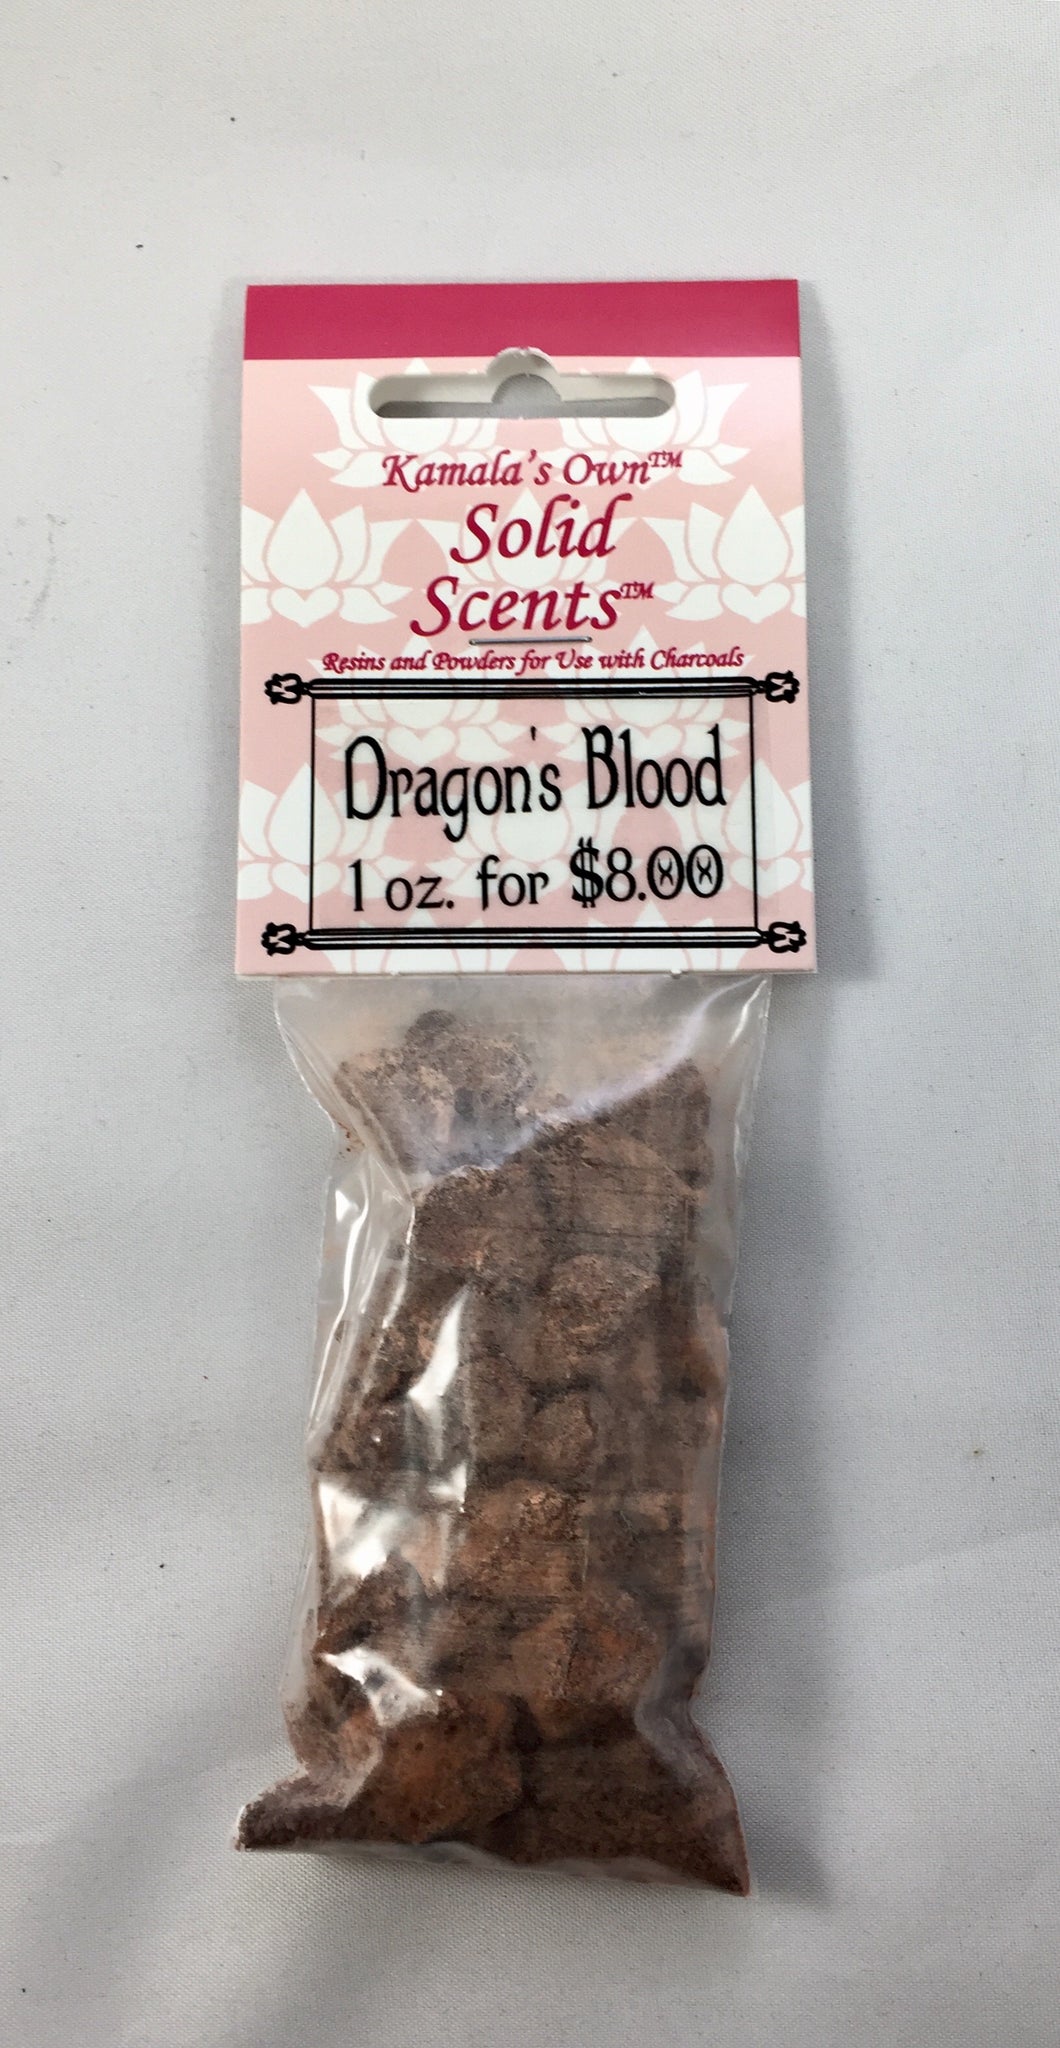 Kamala's Own™
Solid
Scents™
Resins and Powders for Use with Charcoals
Dragon's Blood
1 oz. for $8.00